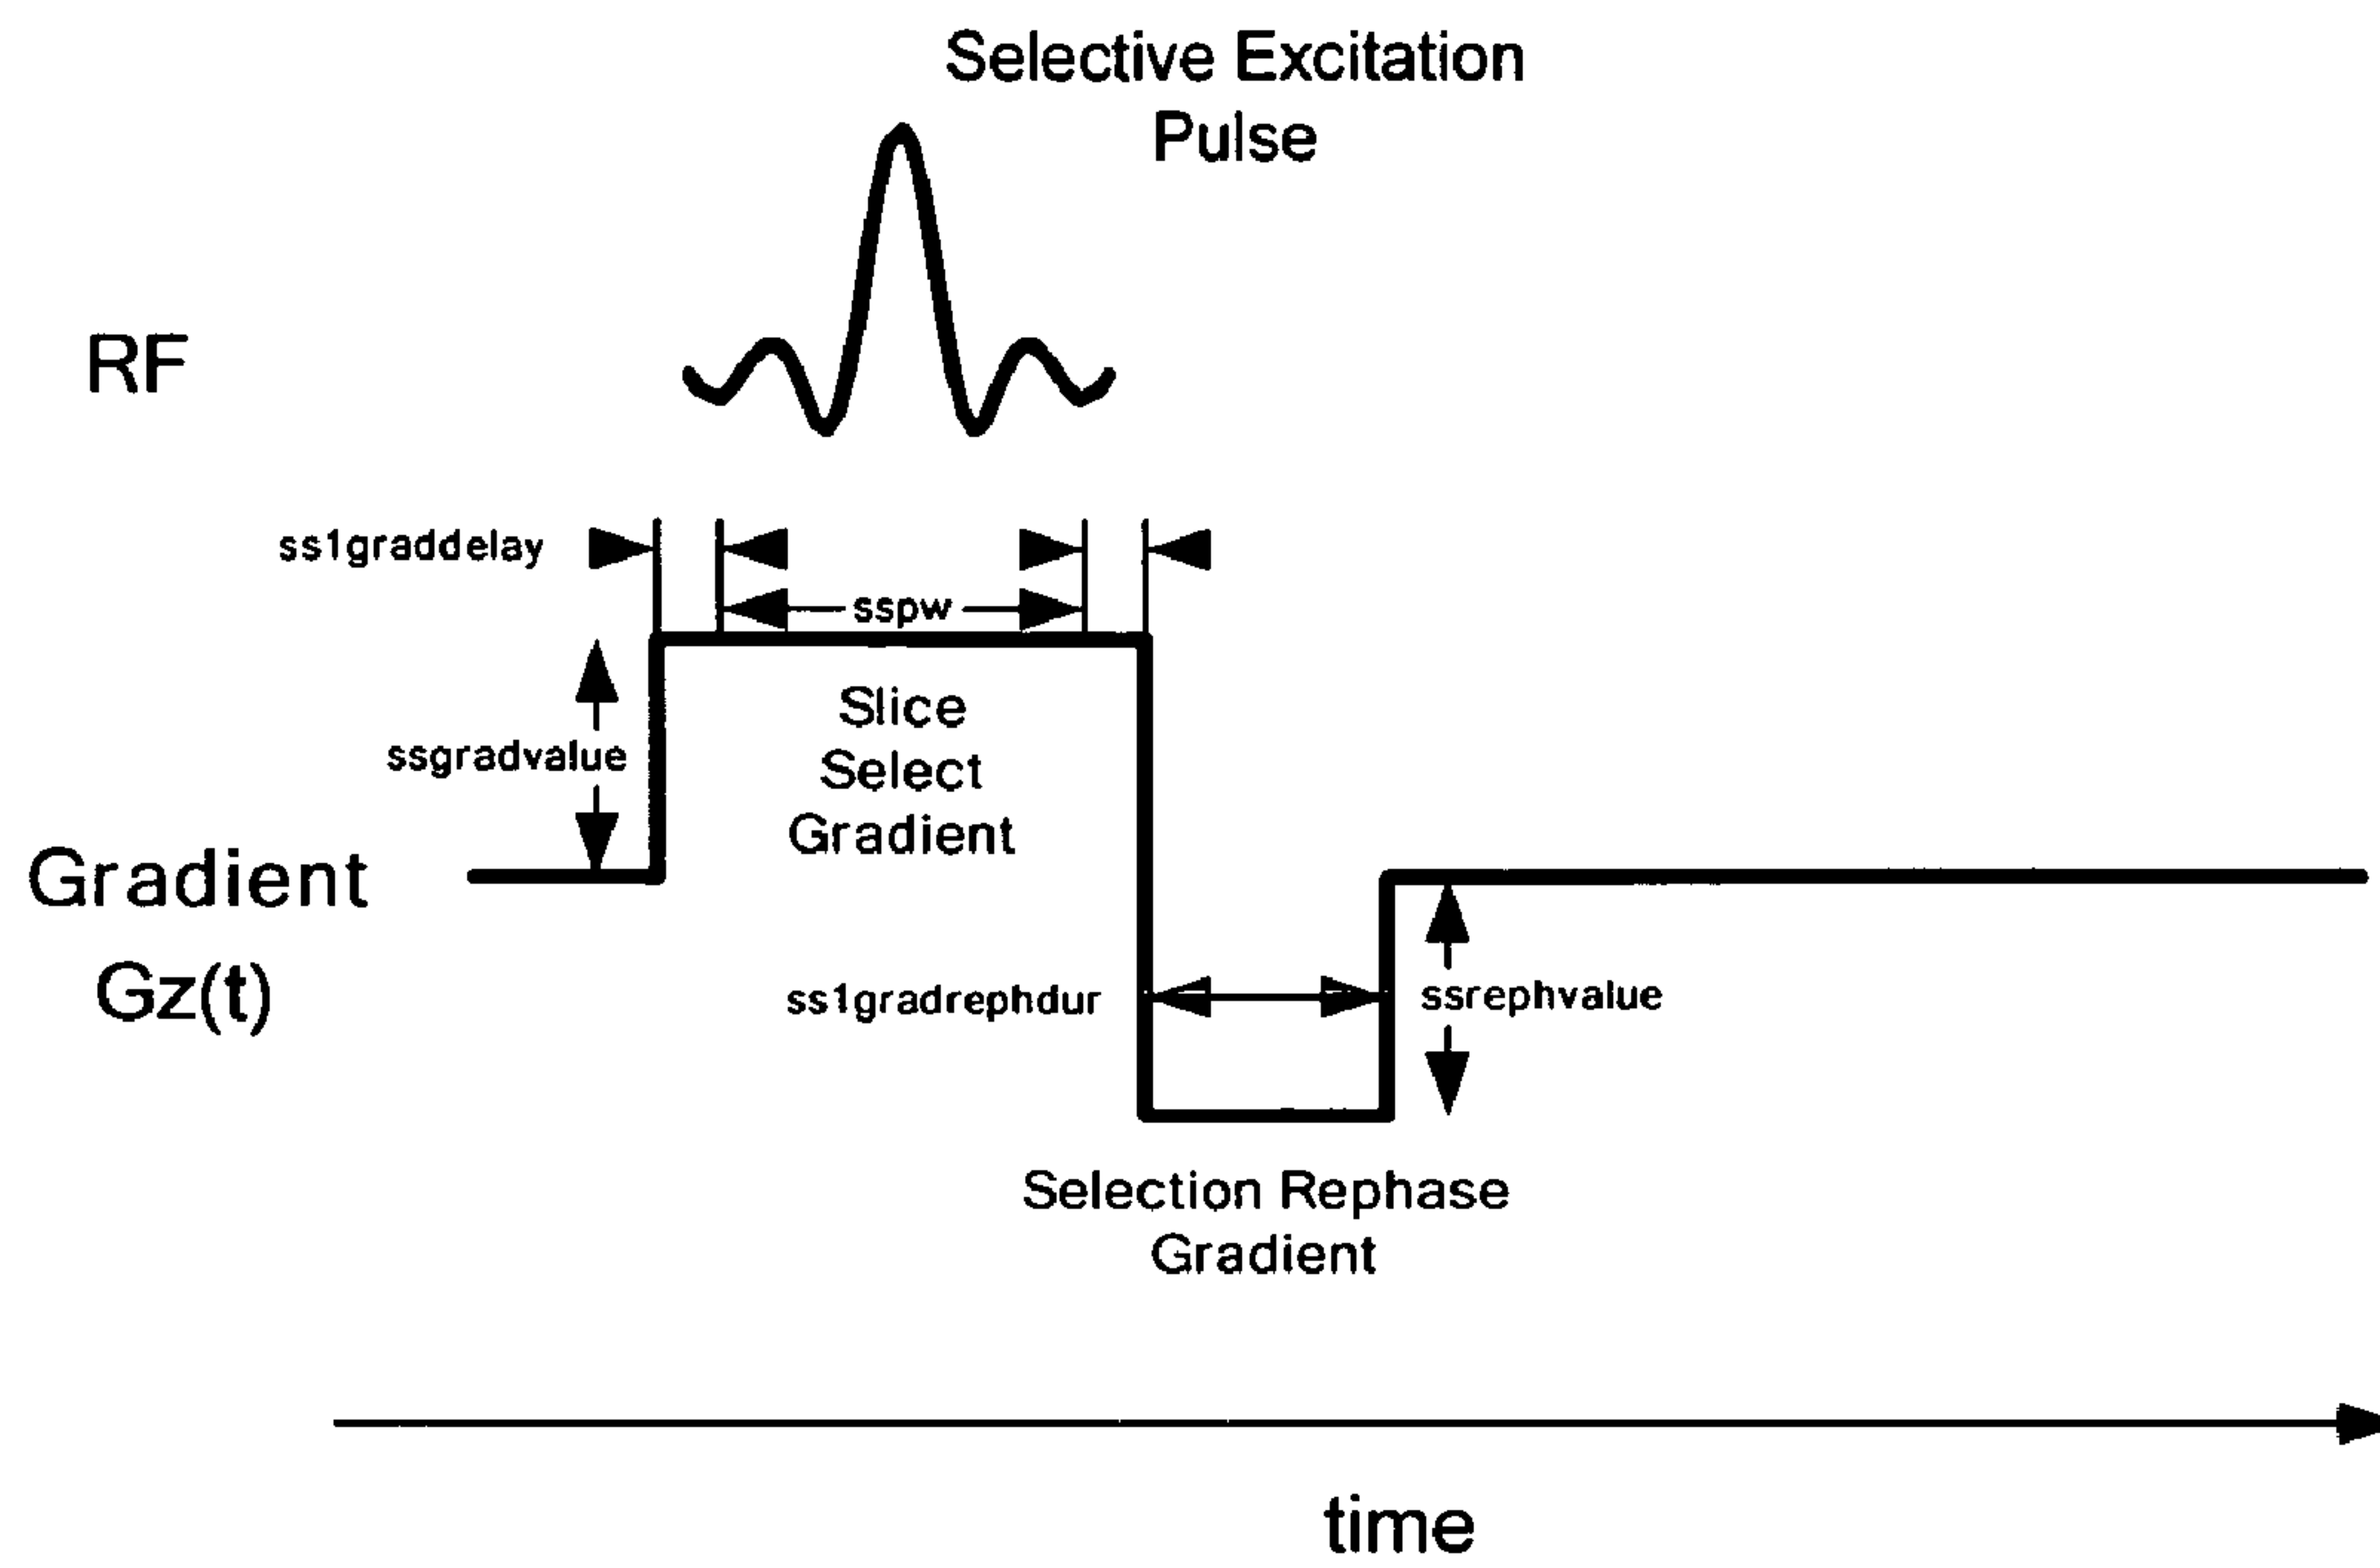 Selective Excitation
Pulse
RF
ss1graddelay
sspw
Slice
Select
Gradient
ssgradvalue
Gradient
Gz(t)
ss1gradrephdur
ssrephvalue
Selection Rephase
Gradient
time